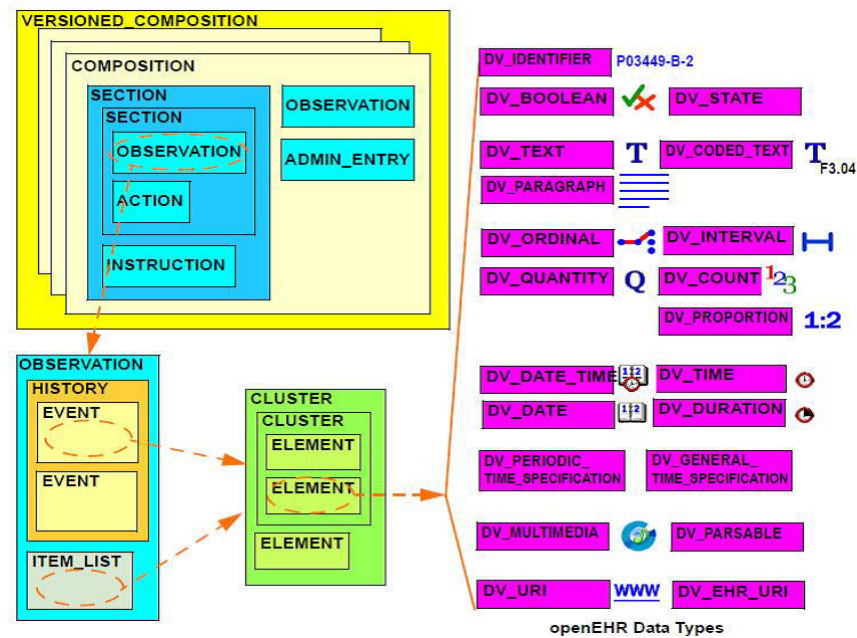 VERSIONED_COMPOSITION
COMPOSITION
SECTION
SECTION
OBSERVATION
ACTION
INSTRUCTION
OBSERVATION
ADMIN_ENTRY
OBSERVATION
HISTORY
EVENT
EVENT
ITEM_LIST
CLUSTER
CLUSTER
ELEMENT
ELEMENT
ELEMENT
DV_IDENTIFIER P03449-B-2
DV_BOOLEAN DV_STATE
DV_TEXT T DV_CODED_TEXT T F3.04
DV_PARAGRAPH
DV_ORDINAL DV_INTERVAL
DV_QUANTITY Q DV_COUNT 123
DV_PROPORTION 1:2
DV_DATE_TIME 12 DV_TIME
DV_DATE 12 DV_DURATION
DV_PERIODIC_ DV_GENERAL_
TIME_SPECIFICATION TIME_SPECIFICATION
DV_MULTIMEDIA DV_PARSABLE
DV_URI WWW DV_EHR_URI
openEHR Data Types